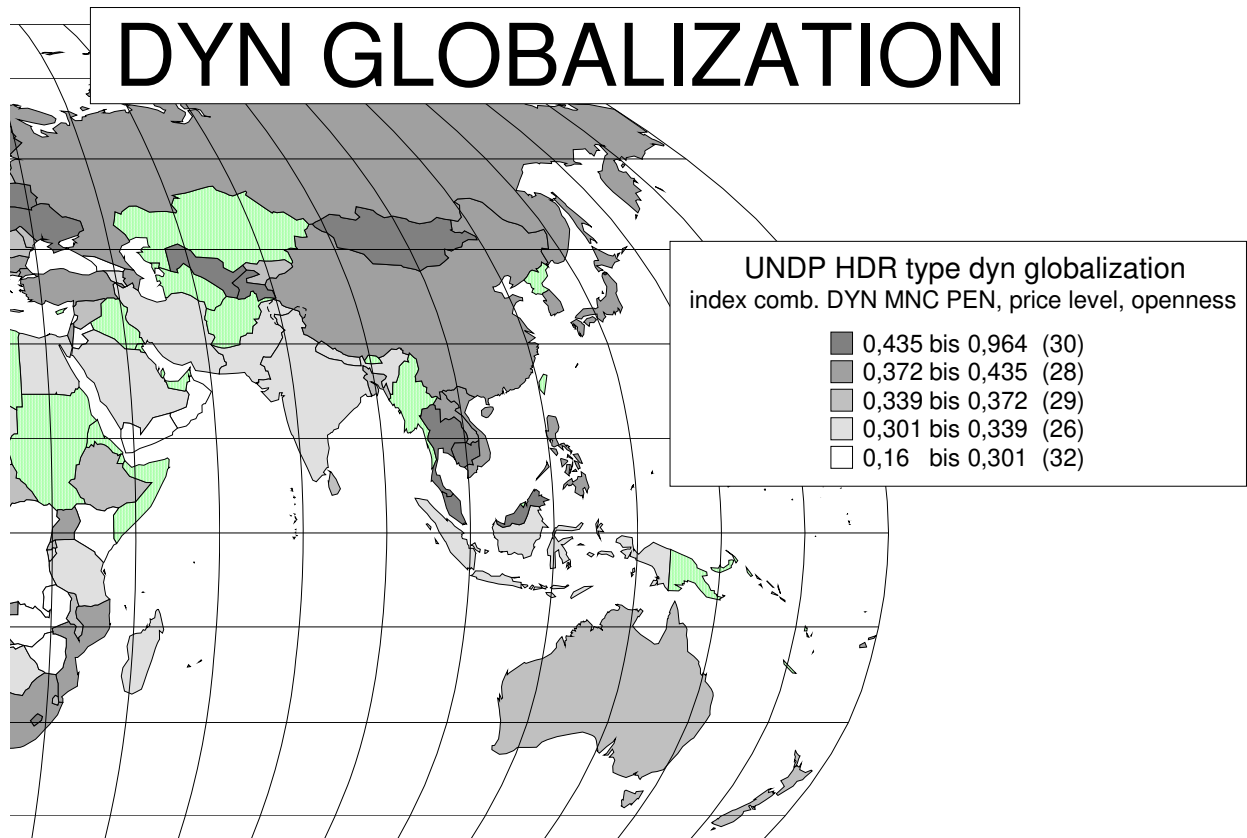 DYN GLOBALIZATION
UNDP HDR type dyn globalization
index comb. DYN MNC PEN, price level, openness
0,435 bis 0,964 (30)
0,372 bis 0,435 (28)
0,339 bis 0,372 (29)
0,301 bis 0,339 (26)
0,16 bis 0,301 (32)